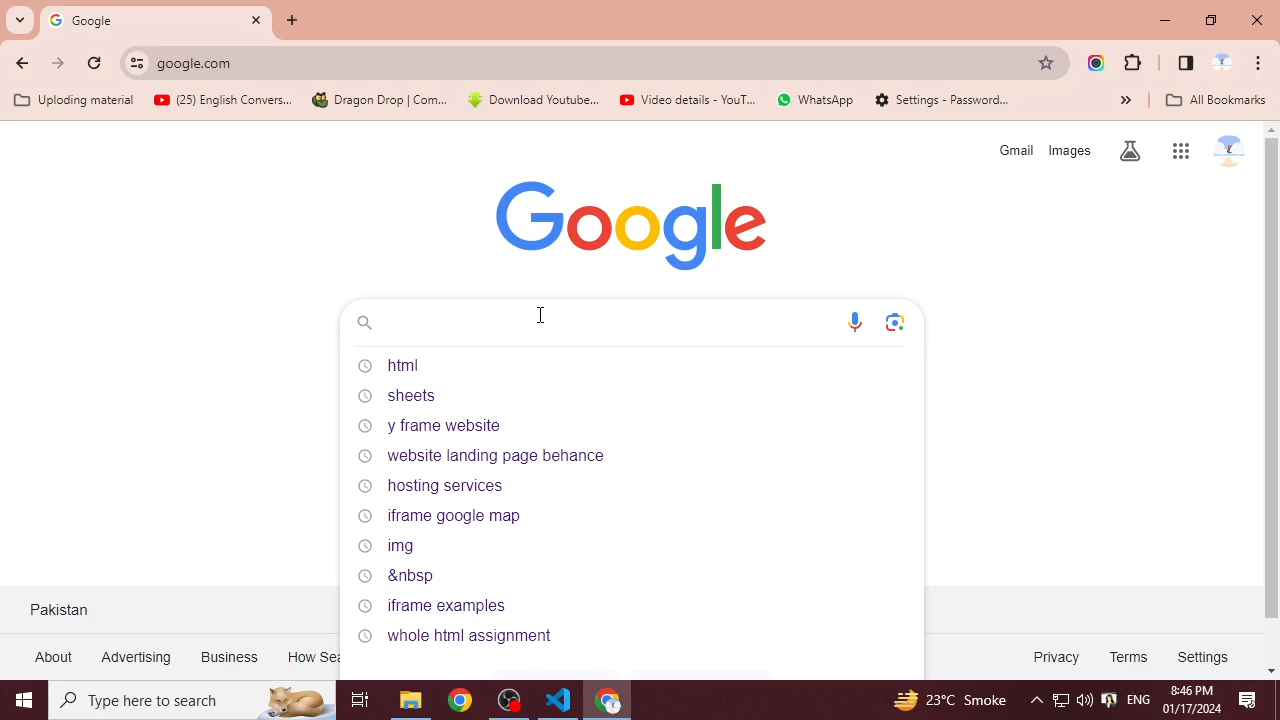 Google
google.com
Uploding material
(25) English Convers...
Dragon Drop | Com...
Download Youtube...
Video details - YouT...
WhatsApp
Settings - Password...
All Bookmarks
Gmail
Images
Google
html
sheets
y frame website
website landing page behance
hosting services
iframe google map
img
&nbsp
iframe examples
whole html assignment
Pakistan
About
Advertising
Business
How Sea
Privacy
Terms
Settings
Type here to search
23°C Smoke
ENG
8:46 PM
01/17/2024